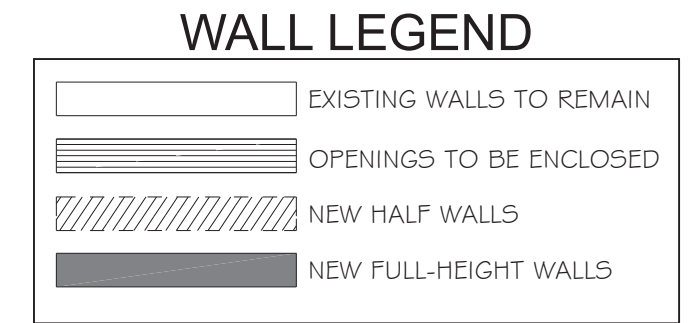 WALL LEGEND
EXISTING WALLS TO REMAIN
OPENINGS TO BE ENCLOSED
NEW HALF WALLS
NEW FULL-HEIGHT WALLS